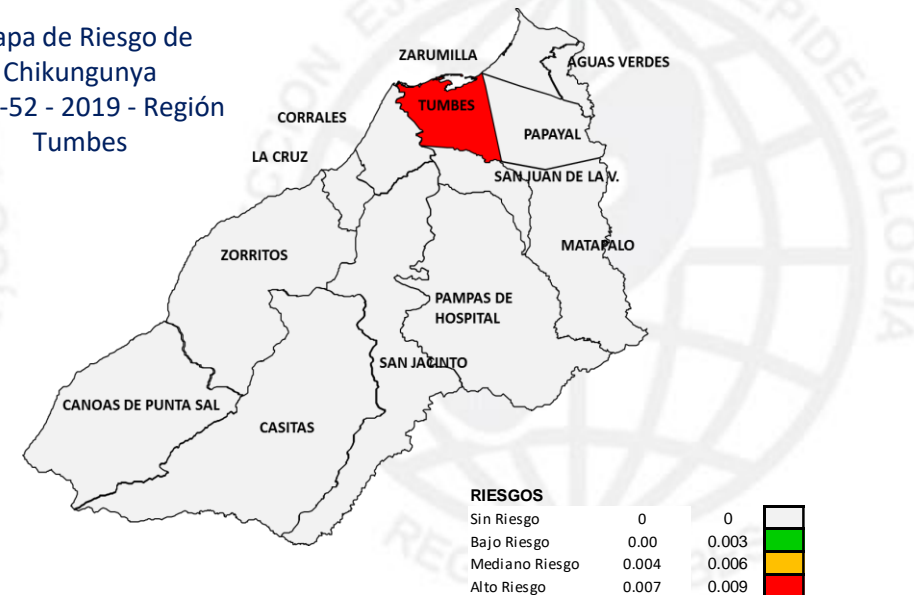 apa de Riesgo de
Chikungunya
-52 - 2019 - Región
Tumbes
ZARUMILLA
AGUAS VERDES
TUMBES
CORRALES
PAPAYAL
LA CRUZ
SAN JUAN DE LA V.
MATAPALO
ZORRITOS
PAMPAS DE
HOSPITAL
SAN JACINTO
CANOAS DE PUNTA SAL
CASITAS
RIESGOS
Sin Riesgo 0 0
Bajo Riesgo 0.00 0.003
Mediano Riesgo 0.004 0.006
Alto Riesgo 0.007 0.009